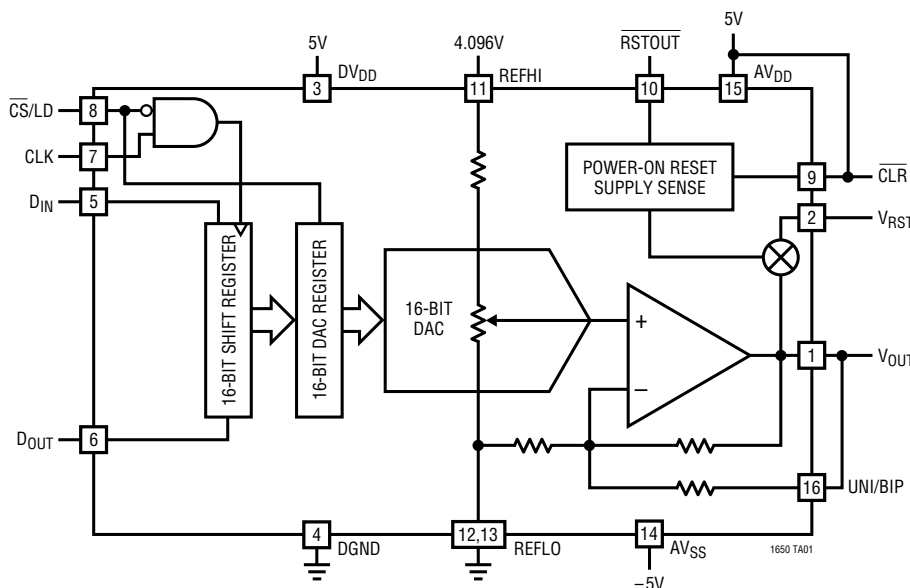 5V
5V
4.096V
RSTOUT
DVDD
REFHI
AVDD
3
11
10
15
CS/LD
8
CLK
7
DIN
5
POWER-ON RESET
SUPPLY SENSE
9
CLR
2
VRST
16-BIT SHIFT REGISTER
16-BIT DAC REGISTER
16-BIT
DAC
+
−
1
VOUT
DOUT
6
16
UNI/BIP
4
DGND
12,13
REFLO
14
AVSS
1650 TA01
−5V